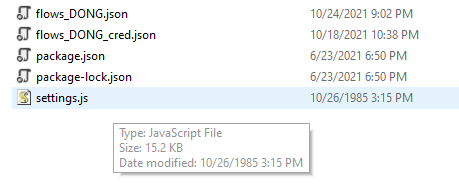 flows_DONG.json 10/24/2021 9:02 PM
flows_DONG_cred.json 10/18/2021 10:38 PM
package.json 6/23/2021 6:50 PM
package-lock.json 6/23/2021 6:50 PM
settings.js 10/26/1985 3:15 PM
Type: JavaScript File
Size: 15.2 KB
Date modified: 10/26/1985 3:15 PM